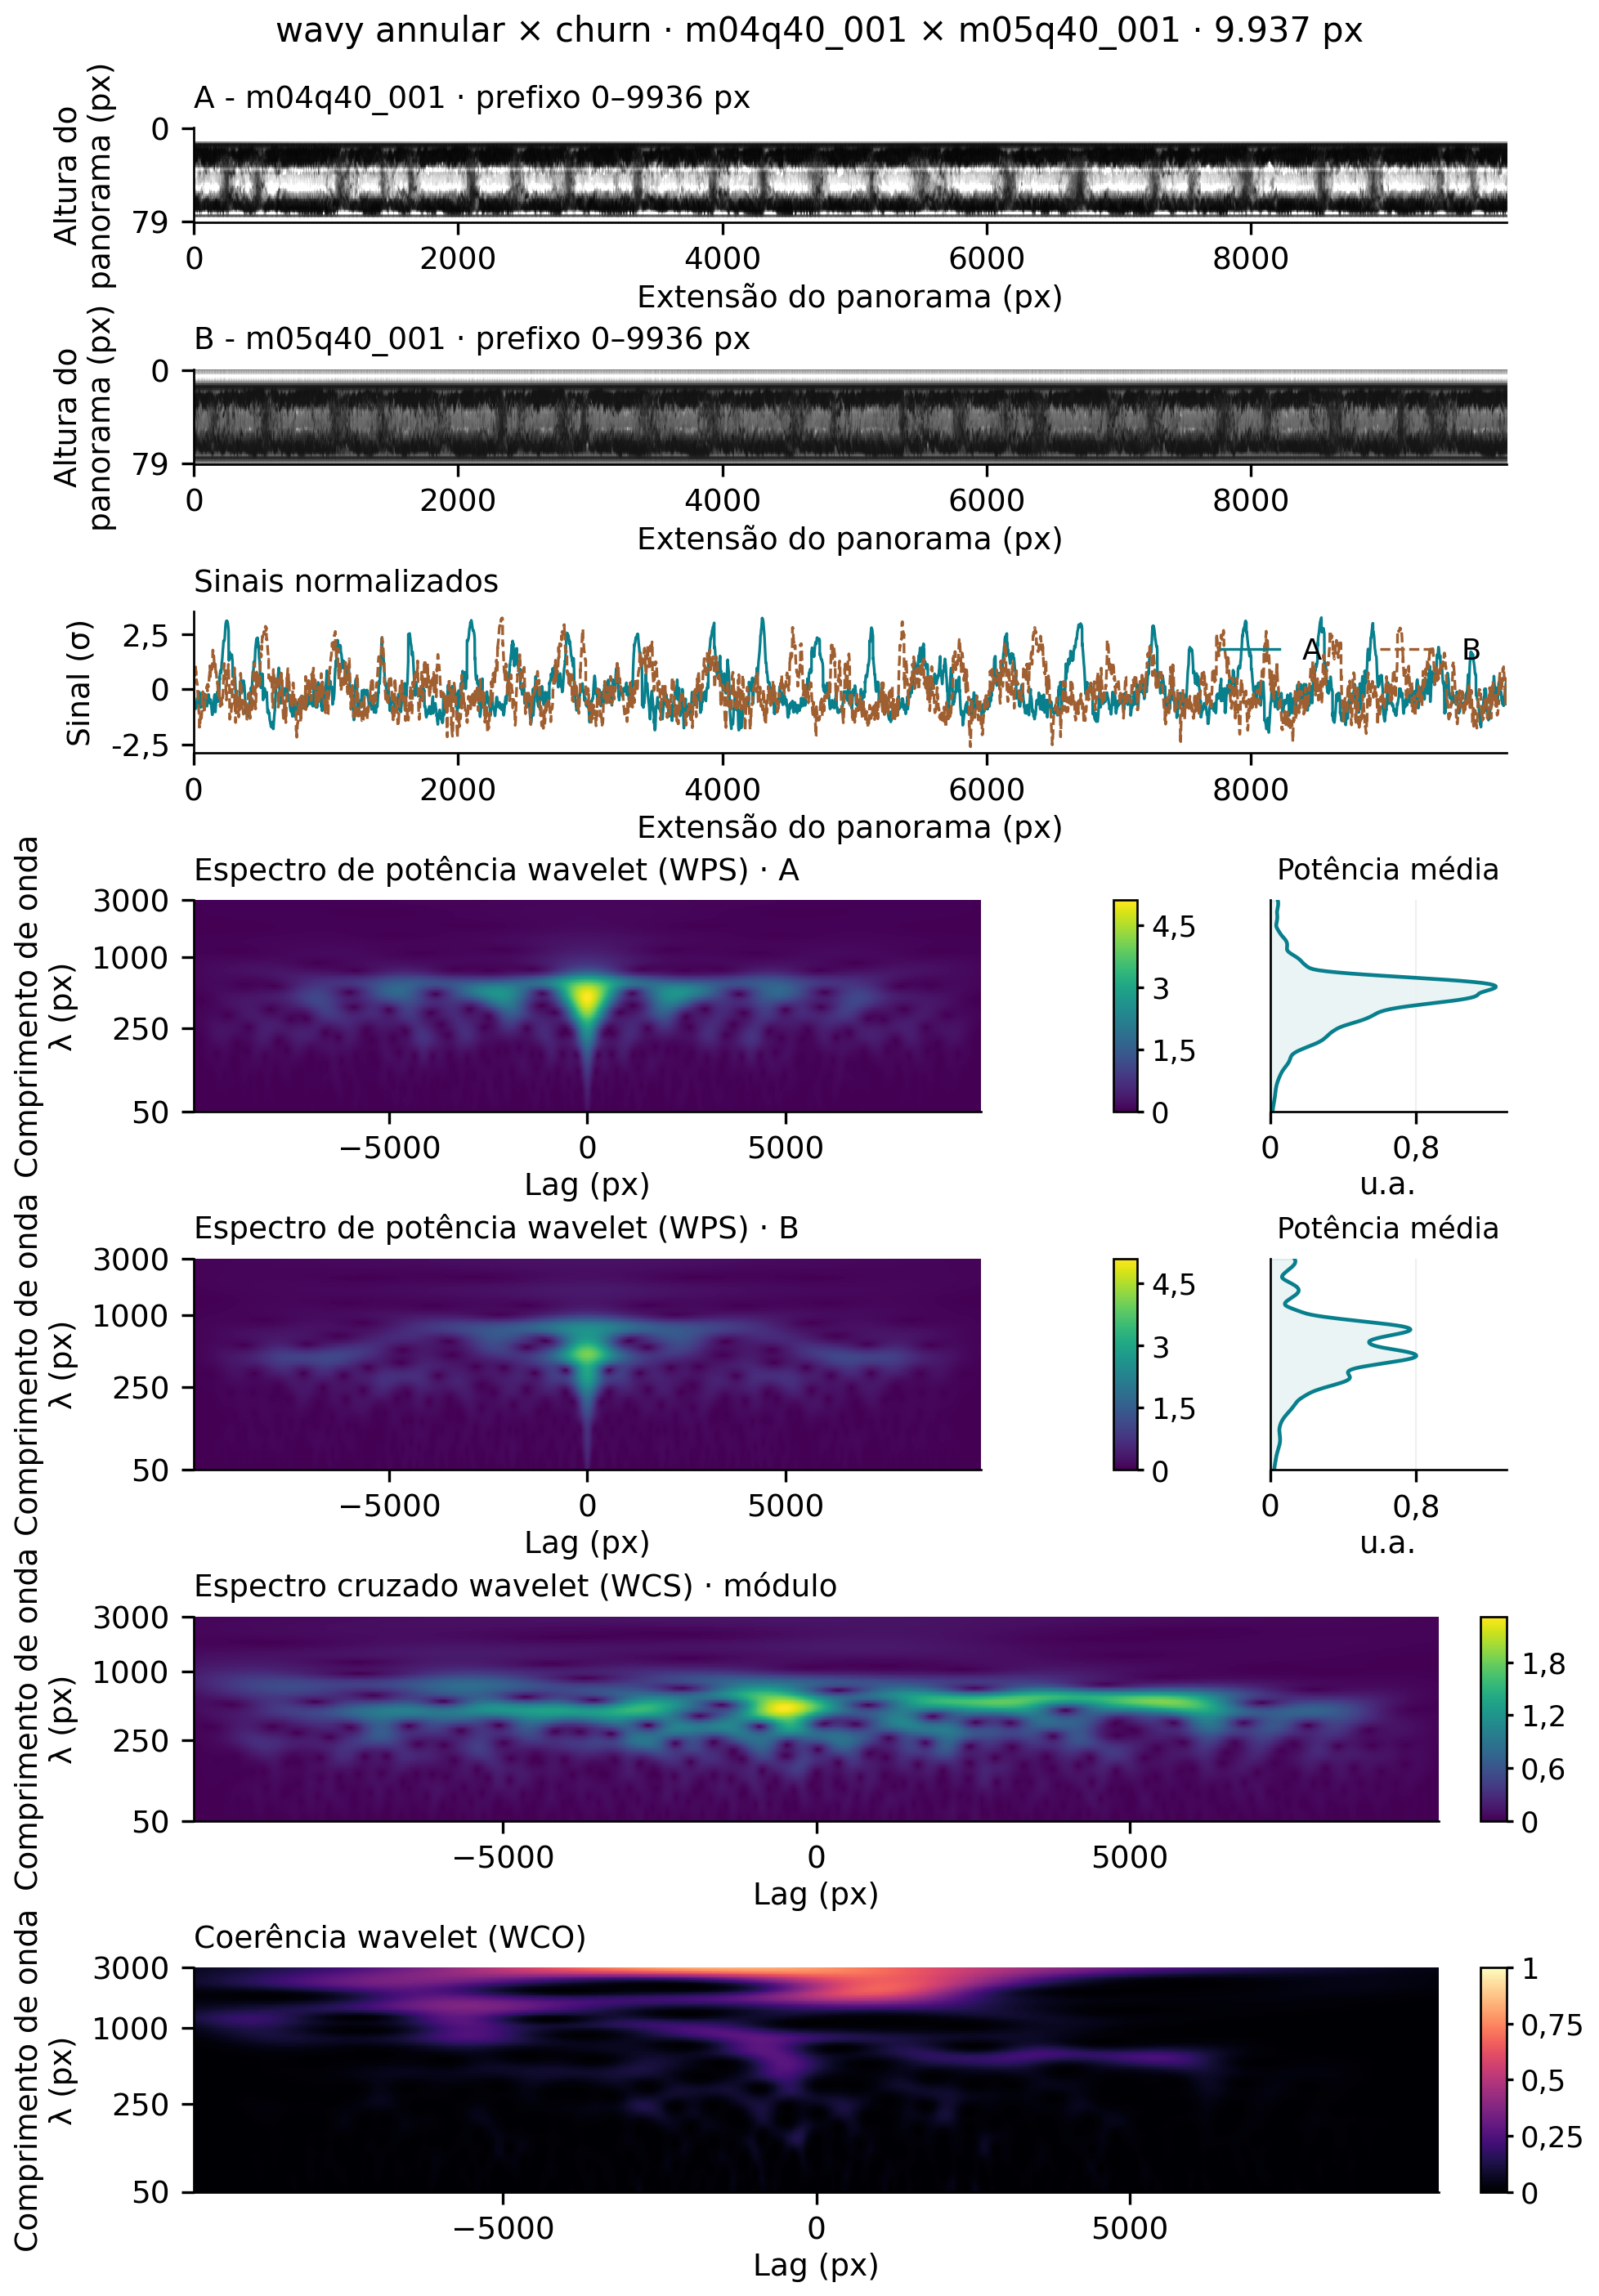 wavy annular × churn · m04q40_001 × m05q40_001 · 9.937 px
A - m04q40_001 · prefixo 0–9936 px
Altura do
panorama (px)
0
79
0 2000 4000 6000 8000
Extensão do panorama (px)
B - m05q40_001 · prefixo 0–9936 px
Altura do
panorama (px)
0
79
0 2000 4000 6000 8000
Extensão do panorama (px)
Sinais normalizados
Sinal (σ)
2,5
0
-2,5
A B
0 2000 4000 6000 8000
Extensão do panorama (px)
Espectro de potência wavelet (WPS) · A
Comprimento de onda
λ (px)
3000
1000
250
50
−5000 0 5000
Lag (px)
4,5
3
1,5
0
Potência média
0 0,8
u.a.
Espectro de potência wavelet (WPS) · B
Comprimento de onda
λ (px)
3000
1000
250
50
−5000 0 5000
Lag (px)
4,5
3
1,5
0
Potência média
0 0,8
u.a.
Espectro cruzado wavelet (WCS) · módulo
Comprimento de onda
λ (px)
3000
1000
250
50
−5000 0 5000
Lag (px)
1,8
1,2
0,6
0
Coerência wavelet (WCO)
Comprimento de onda
λ (px)
3000
1000
250
50
−5000 0 5000
Lag (px)
1
0,75
0,5
0,25
0